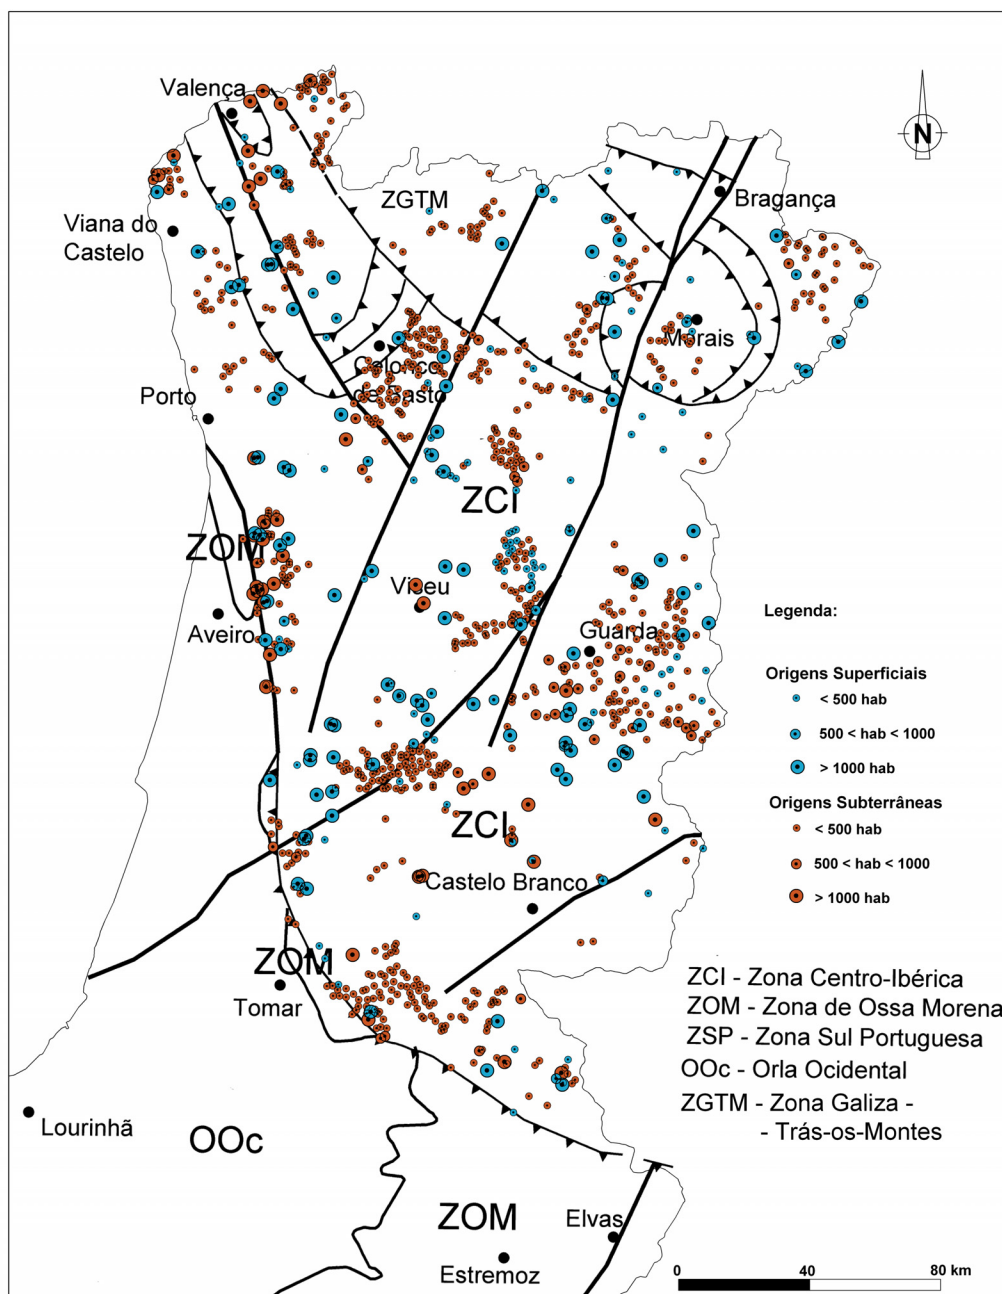 Valença
N
ZGTM
Bragança
Viana do
Castelo
Morais
Celorico
de Basto
Porto
ZCI
ZOM
Viseu
Aveiro
Guarda
Legenda:
Origens Superficiais
< 500 hab
500 < hab < 1000
> 1000 hab
Origens Subterrâneas
< 500 hab
500 < hab < 1000
> 1000 hab
ZCI
Castelo Branco
ZOM
Tomar
ZCI - Zona Centro-Ibérica
ZOM - Zona de Ossa Morena
ZSP - Zona Sul Portuguesa
OOc - Orla Ocidental
ZGTM - Zona Galiza -
- Trás-os-Montes
Lourinhã
OOc
ZOM
Elvas
Estremoz
0 40 80 km